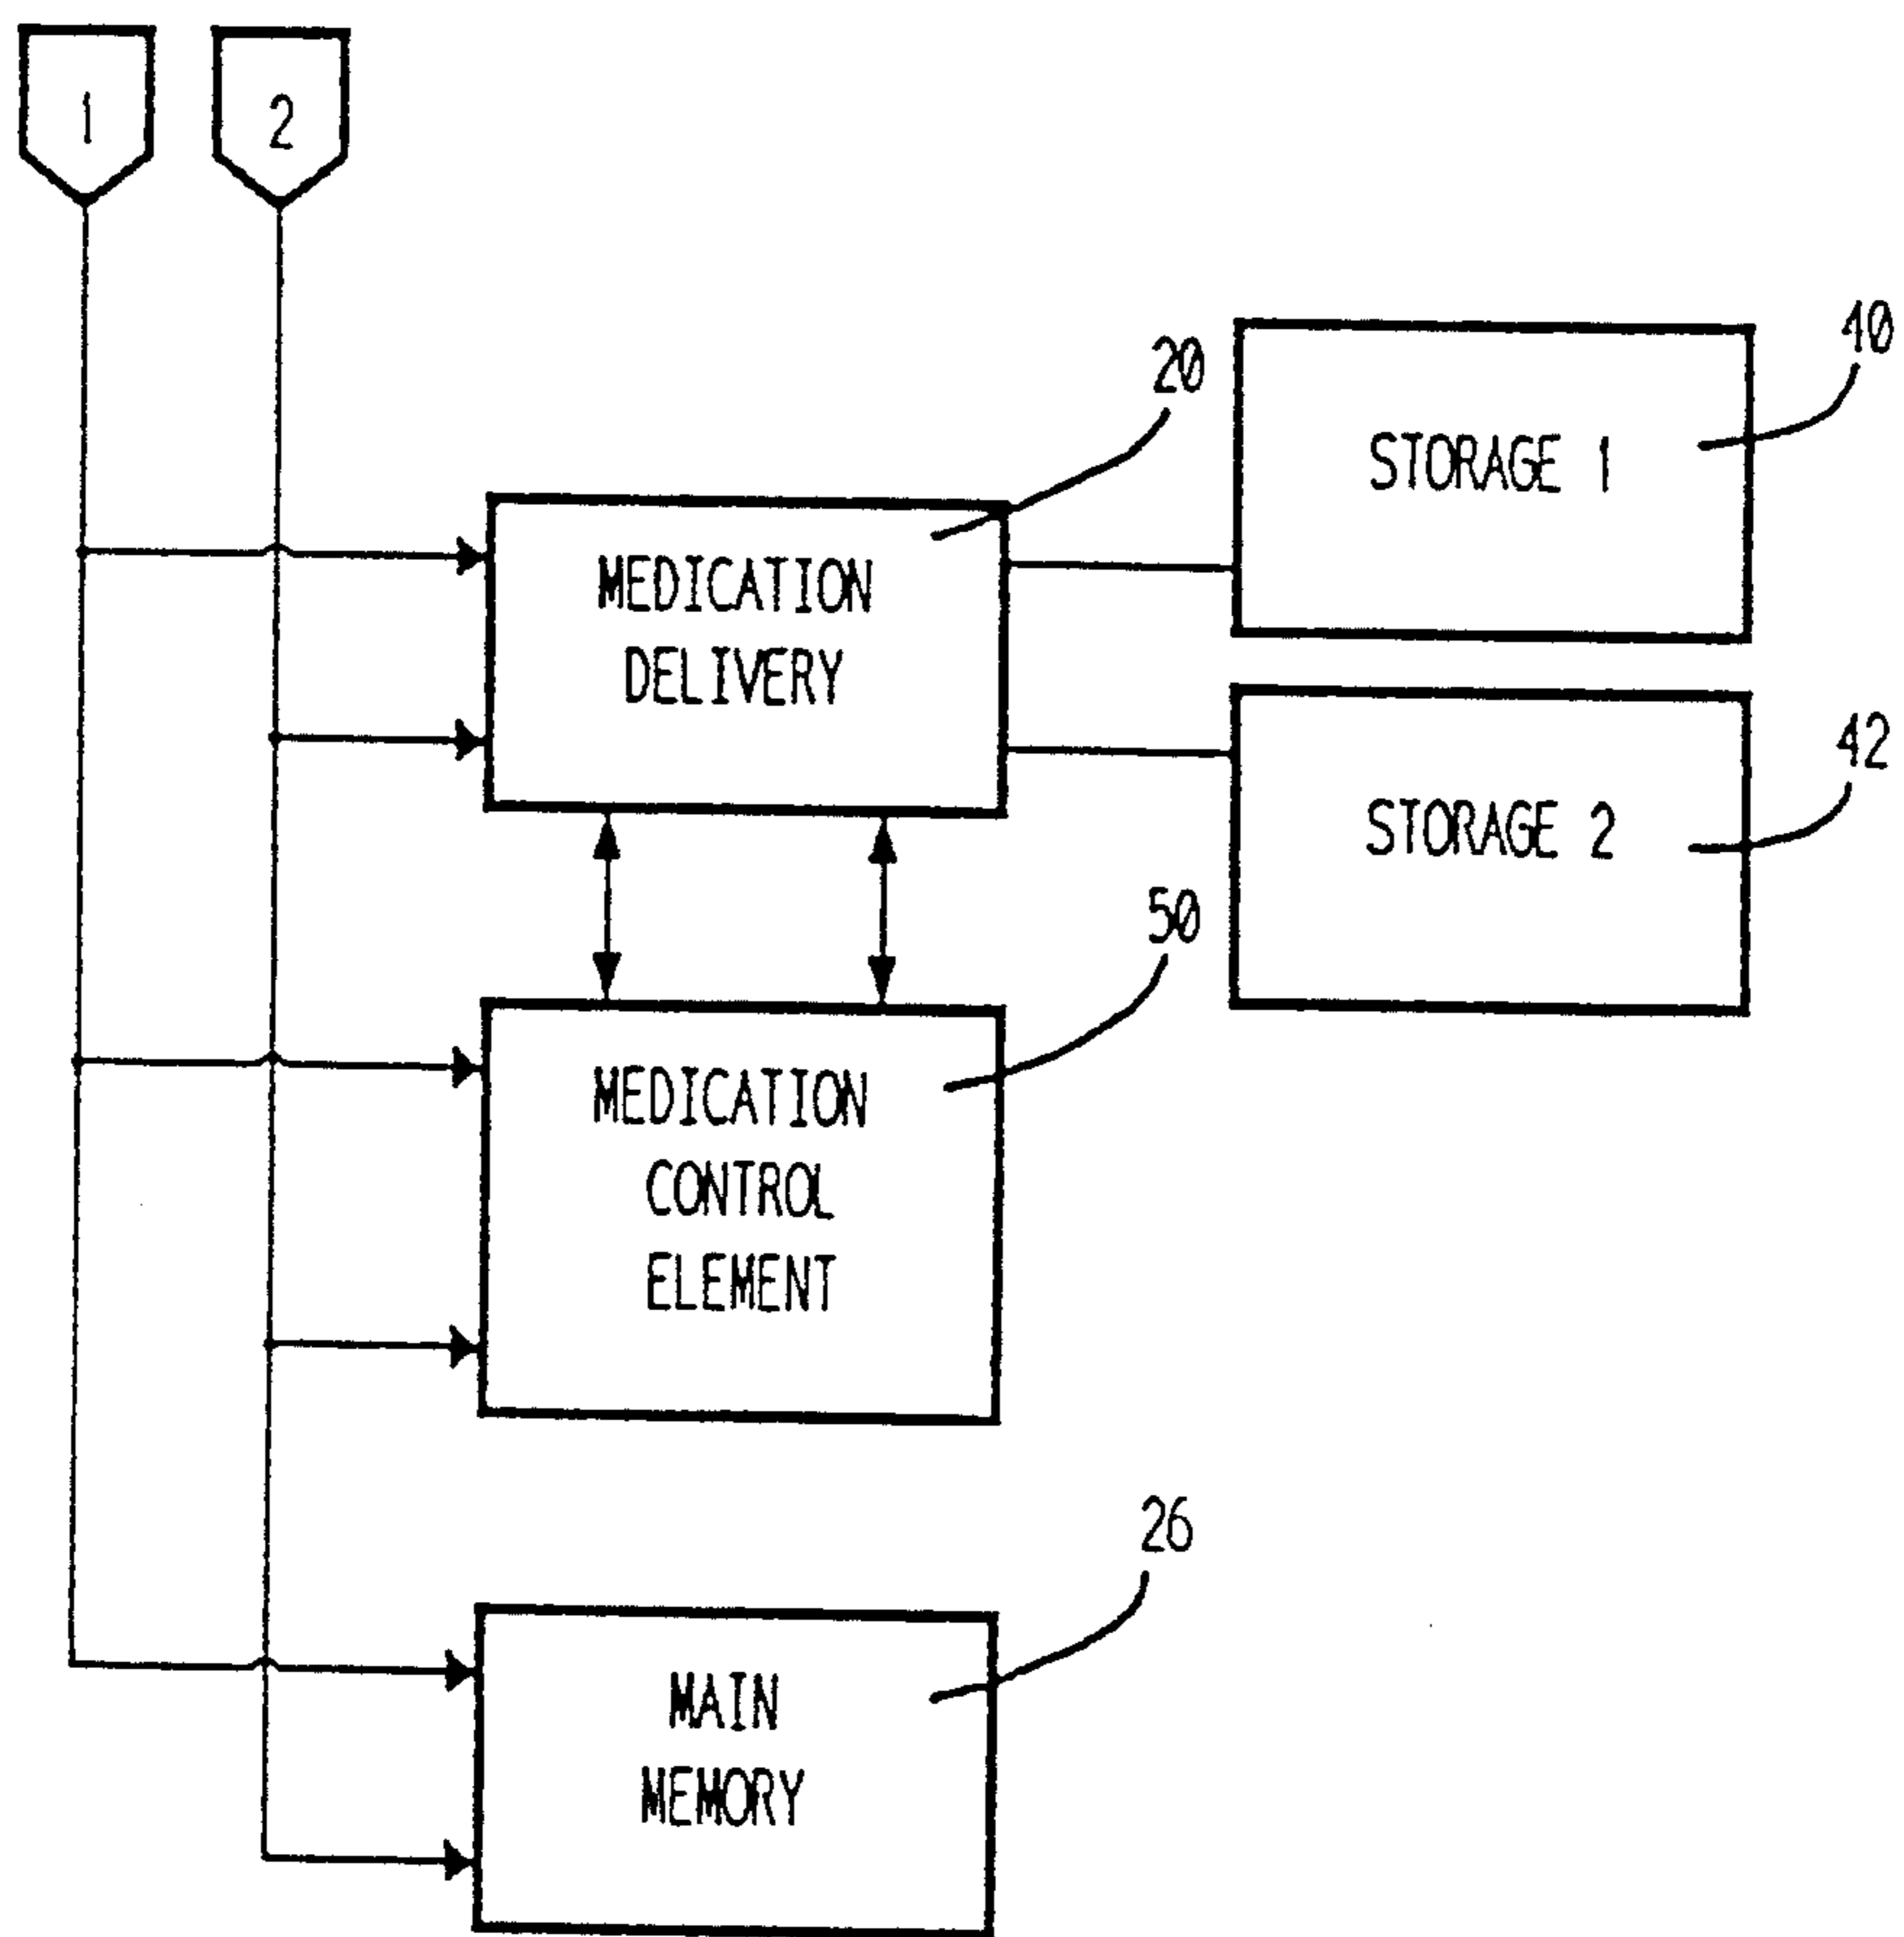 1
2
40
20
STORAGE 1
MEDICATION
DELIVERY
42
STORAGE 2
50
MEDICATION
CONTROL
ELEMENT
26
MAIN
MEMORY